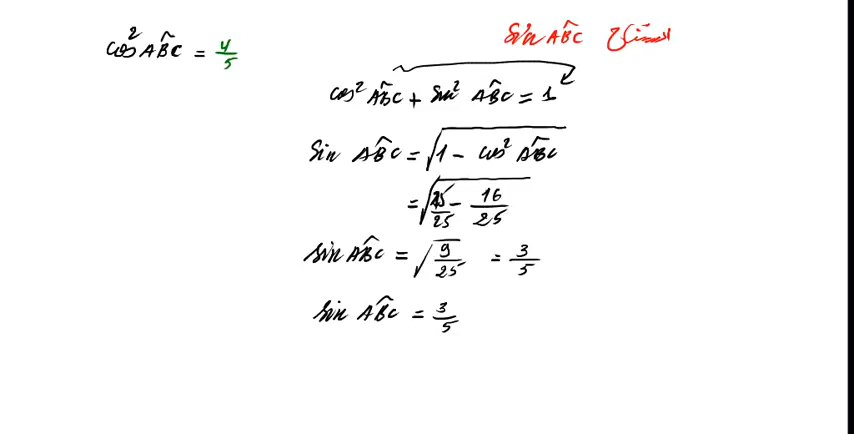 cos² AB̂C = 4/5
استنتاج sin AB̂C
cos² AB̂C + sin² AB̂C = 1
sin AB̂C = √(1 - cos² AB̂C)
= √(25/25 - 16/25)
sin AB̂C = √(9/25) = 3/5
sin AB̂C = 3/5